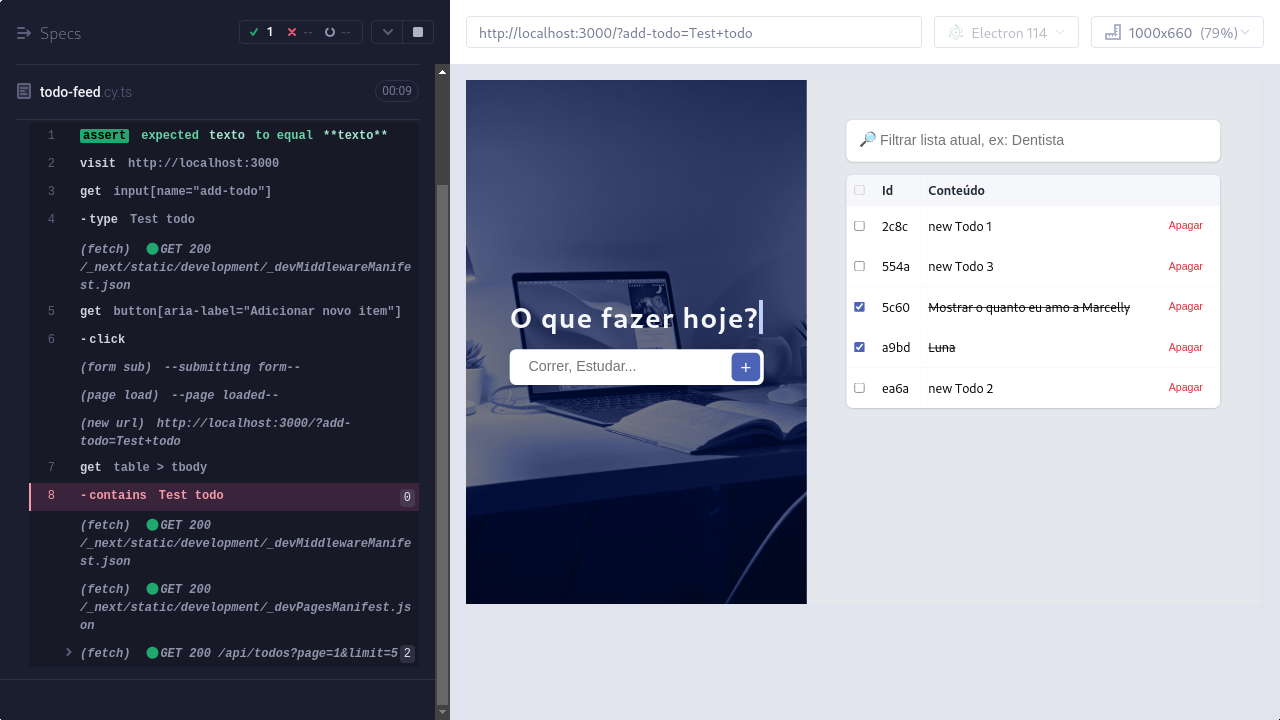 Specs
1
--
--
todo-feed.cy.ts
00:09
1 assert expected texto to equal **texto**
2 visit http://localhost:3000
3 get input[name="add-todo"]
4 -type Test todo
(fetch) GET 200
/_next/static/development/_devMiddlewareManife
st.json
5 get button[aria-label="Adicionar novo item"]
6 -click
(form sub) --submitting form--
(page load) --page loaded--
(new url) http://localhost:3000/?add-
todo=Test+todo
7 get table > tbody
8 -contains Test todo 0
(fetch) GET 200
/_next/static/development/_devMiddlewareManife
st.json
(fetch) GET 200
/_next/static/development/_devPagesManifest.js
on
(fetch) GET 200 /api/todos?page=1&limit=5 2
http://localhost:3000/?add-todo=Test+todo
Electron 114
1000x660 (79%)
O que fazer hoje?
Correr, Estudar...
+
🔎 Filtrar lista atual, ex: Dentista
Id Conteúdo
2c8c new Todo 1 Apagar
554a new Todo 3 Apagar
5c60 Mostrar o quanto eu amo a Marcelly Apagar
a9bd Luna Apagar
ea6a new Todo 2 Apagar